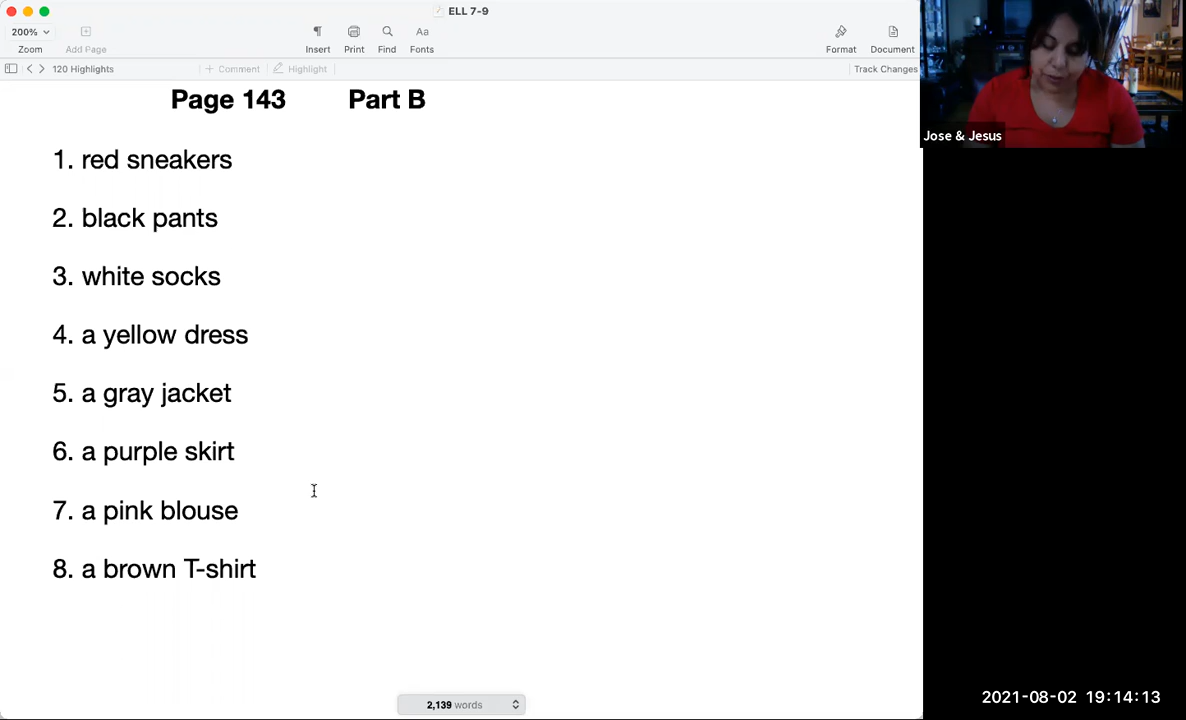 ELL 7-9
200%
Zoom
Add Page
Insert
Print
Find
Aa
Fonts
Format
Document
120 Highlights
+ Comment
Highlight
Track Changes
Page 143 Part B
1. red sneakers
2. black pants
3. white socks
4. a yellow dress
5. a gray jacket
6. a purple skirt
7. a pink blouse
8. a brown T-shirt
2,139 words
Jose & Jesus
2021-08-02 19:14:13